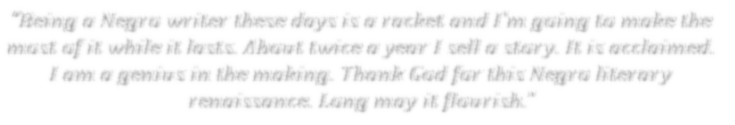 "Being a Negro writer these days is a racket and I'm going to make the
most of it while it lasts. About twice a year I sell a story. It is acclaimed.
I am a genius in the making. Thank God for this Negro literary
renaissance. Long may it flourish."